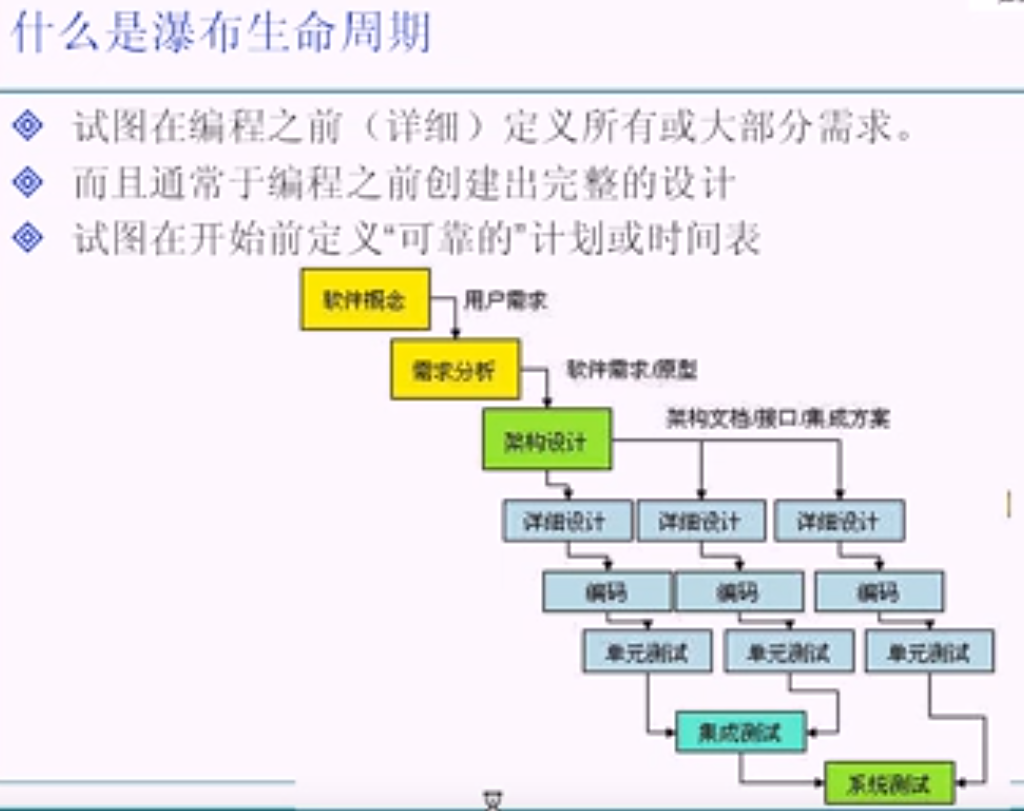 什么是瀑布生命周期
试图在编程之前（详细）定义所有或大部分需求。
而且通常于编程之前创建出完整的设计
试图在开始前定义“可靠的”计划或时间表
软件概念
用户需求
需求分析
软件需求/原型
架构文档/接口/集成方案
架构设计
详细设计 详细设计 详细设计
编码 编码 编码
单元测试 单元测试 单元测试
集成测试
系统测试